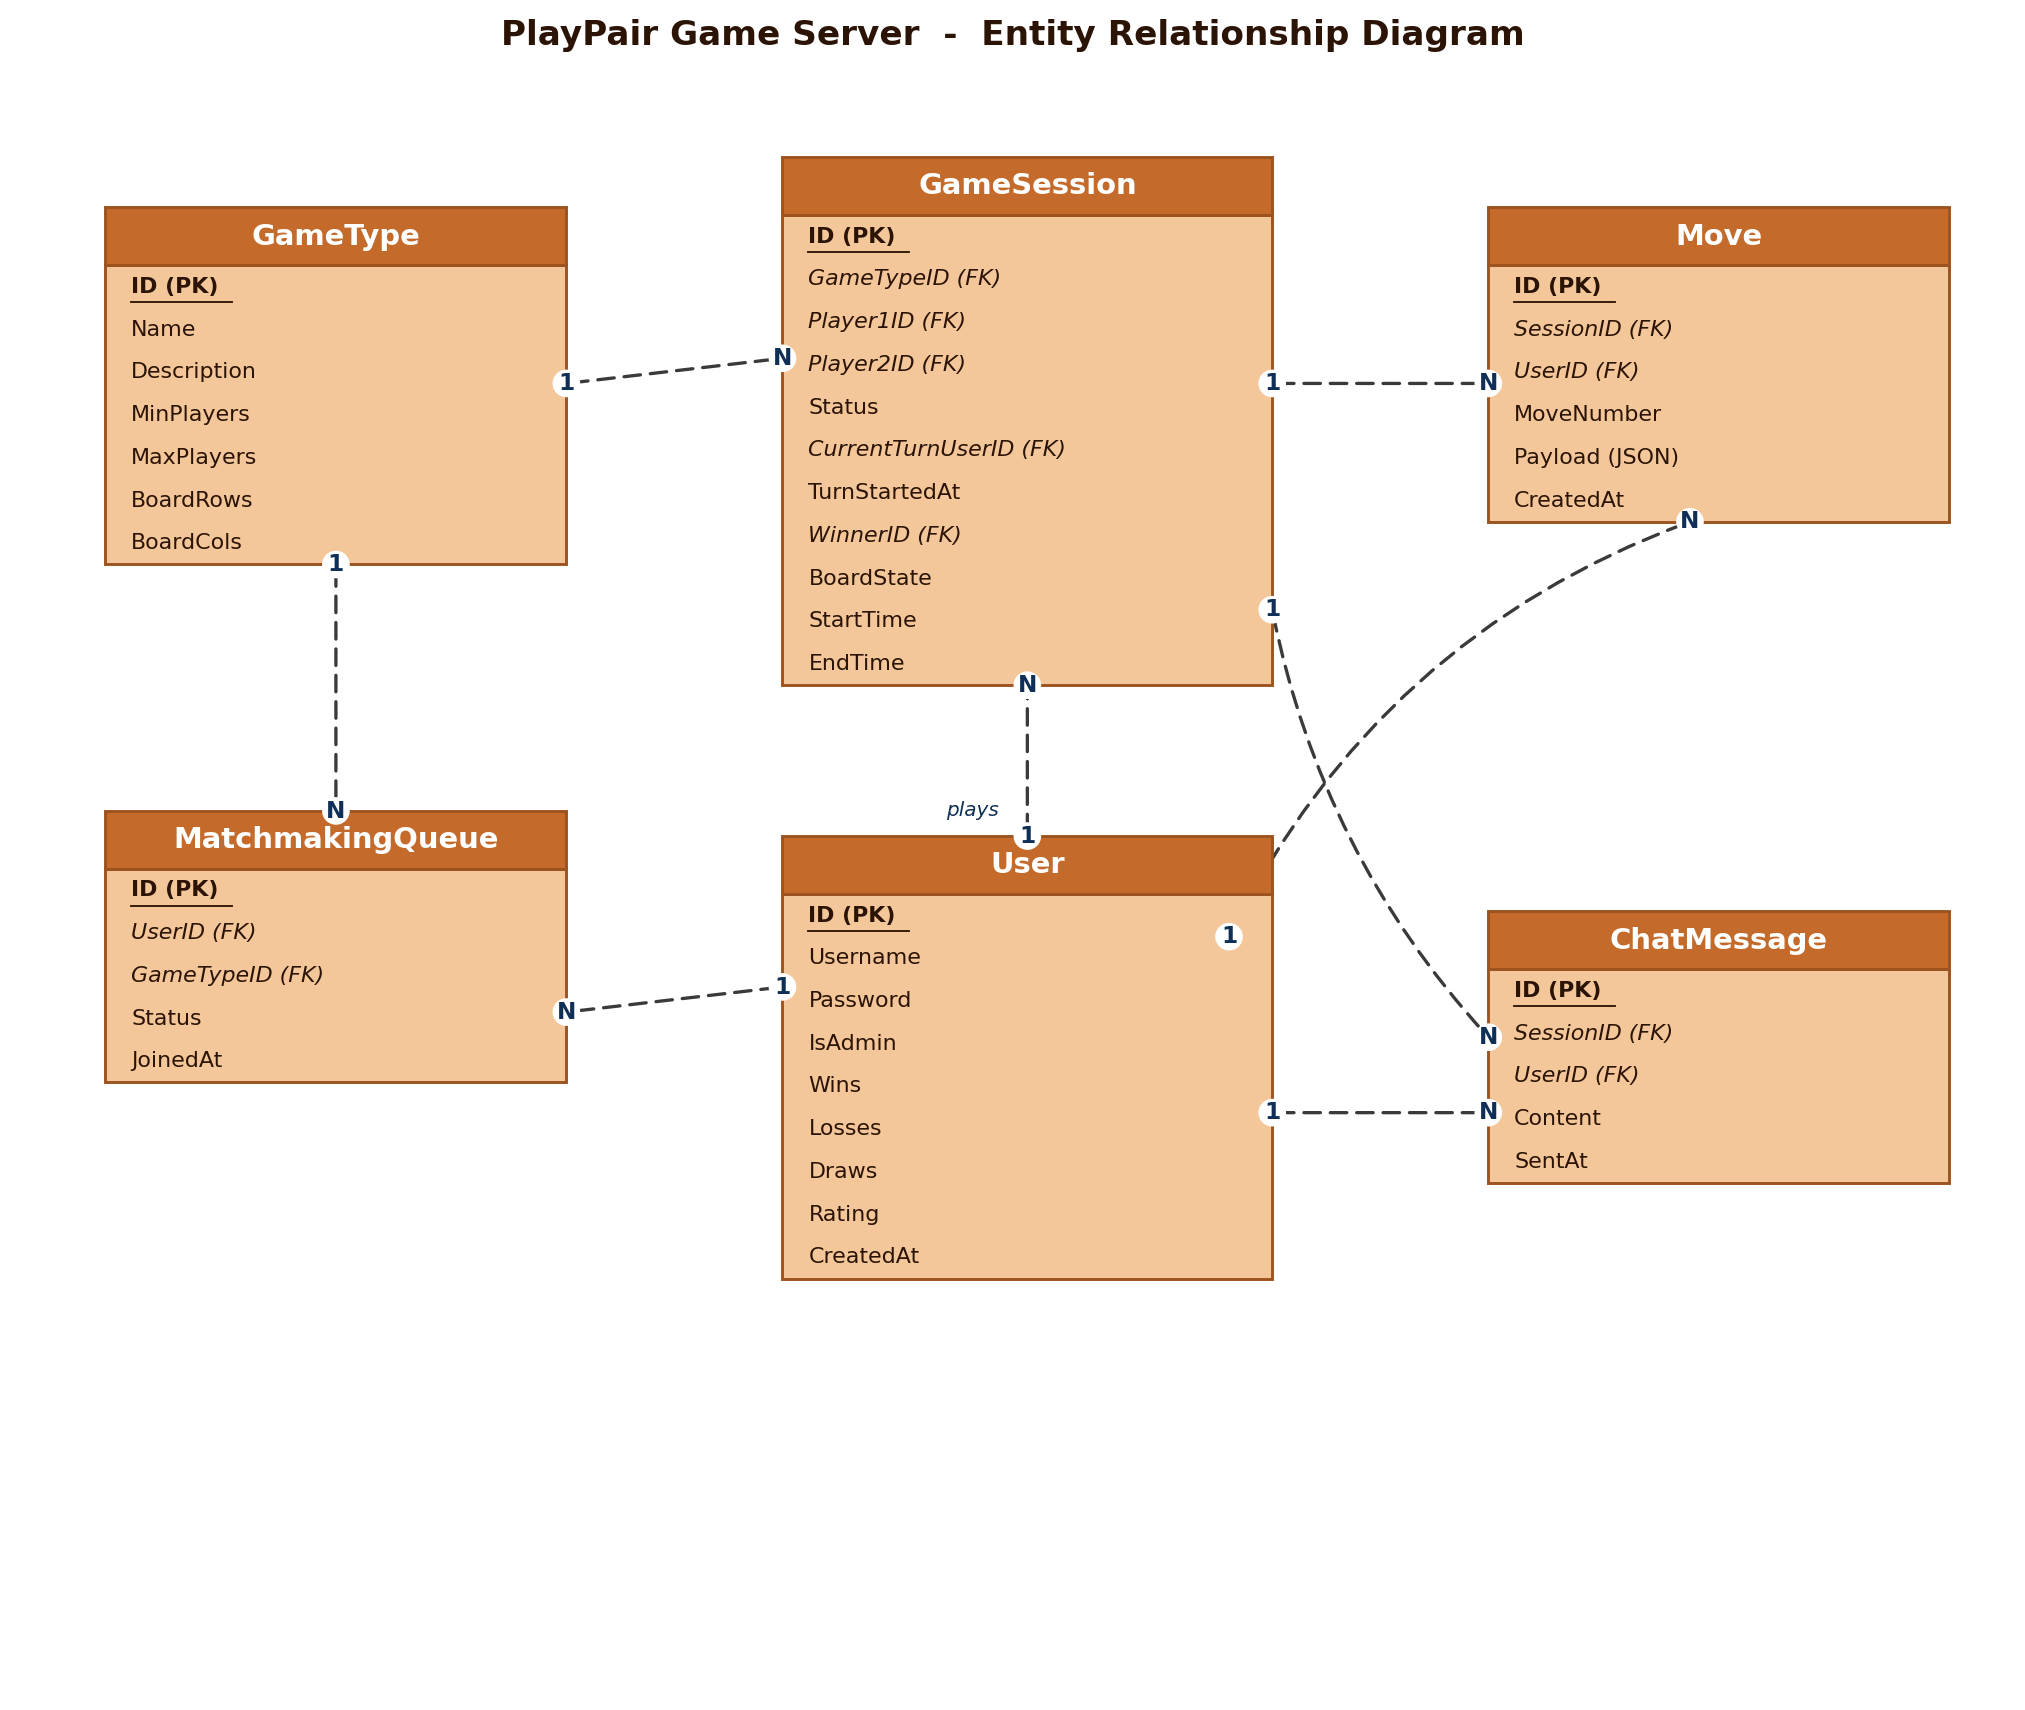 PlayPair Game Server - Entity Relationship Diagram
GameType
ID (PK)
Name
Description
MinPlayers
MaxPlayers
BoardRows
BoardCols
1
1
GameSession
ID (PK)
GameTypeID (FK)
Player1ID (FK)
Player2ID (FK)
Status
CurrentTurnUserID (FK)
TurnStartedAt
WinnerID (FK)
BoardState
StartTime
EndTime
N
1
1
N
Move
ID (PK)
SessionID (FK)
UserID (FK)
MoveNumber
Payload (JSON)
CreatedAt
N
N
MatchmakingQueue
ID (PK)
UserID (FK)
GameTypeID (FK)
Status
JoinedAt
N
N
plays
User
ID (PK)
Username
Password
IsAdmin
Wins
Losses
Draws
Rating
CreatedAt
1
1
1
1
ChatMessage
ID (PK)
SessionID (FK)
UserID (FK)
Content
SentAt
N
N